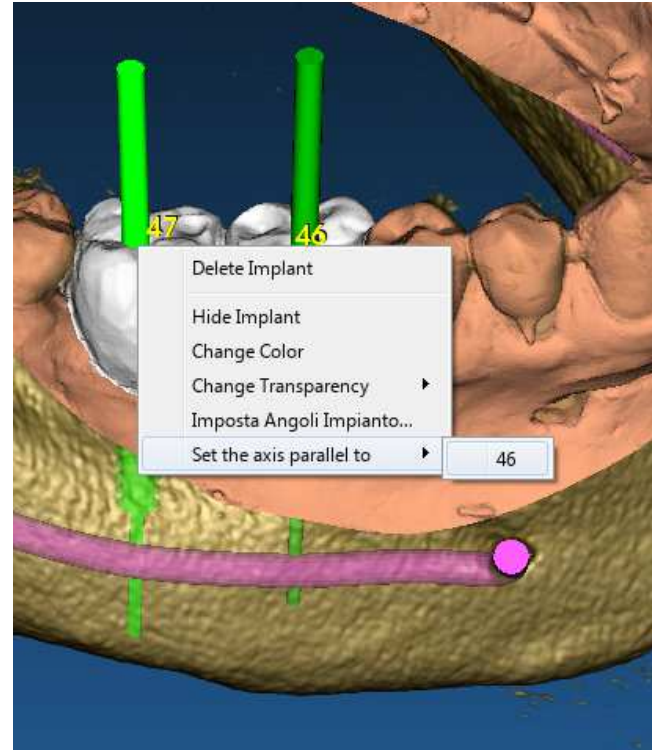 47
46
Delete Implant
Hide Implant
Change Color
Change Transparency
Imposta Angoli Impianto...
Set the axis parallel to
46